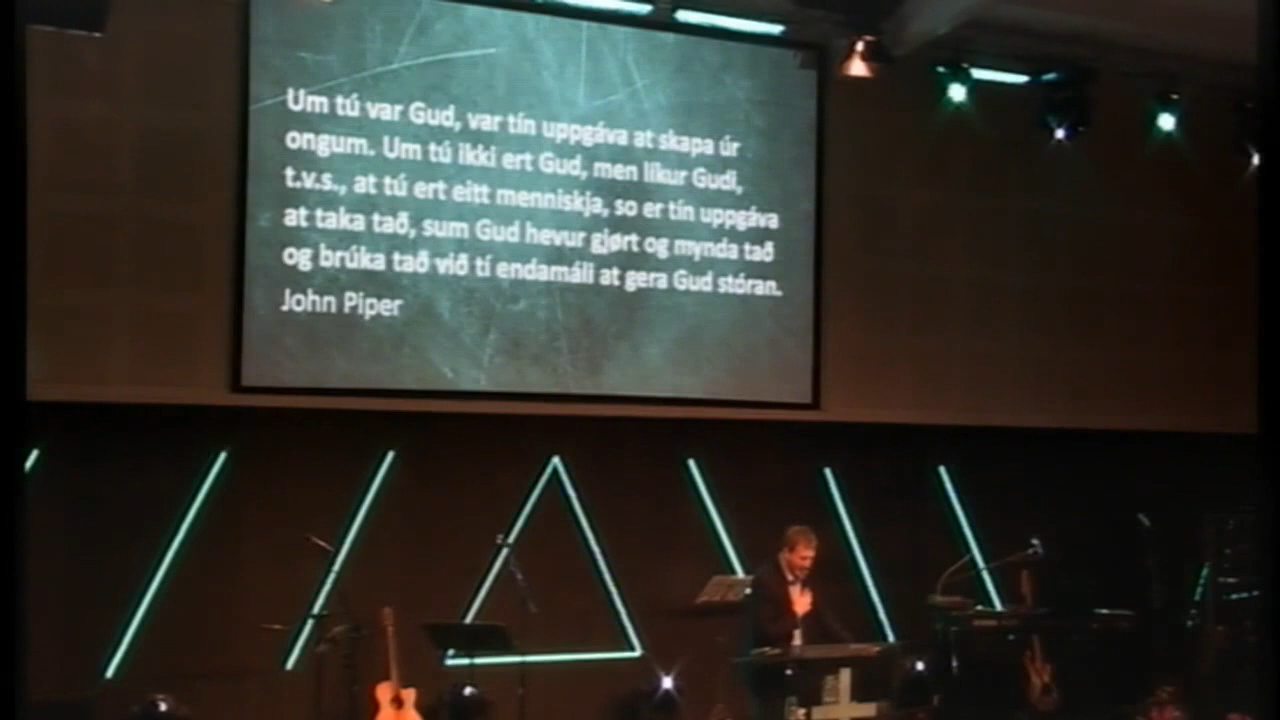 Um tú var Gud, var tín uppgáva at skapa úr
ongum. Um tú ikki ert Gud, men líkur Gudi,
t.v.s., at tú ert eitt menniskja, so er tín uppgáva
at taka tað, sum Gud hevur gjørt og mynda tað
og brúka tað við tí endamáli at gera Gud stóran.
John Piper